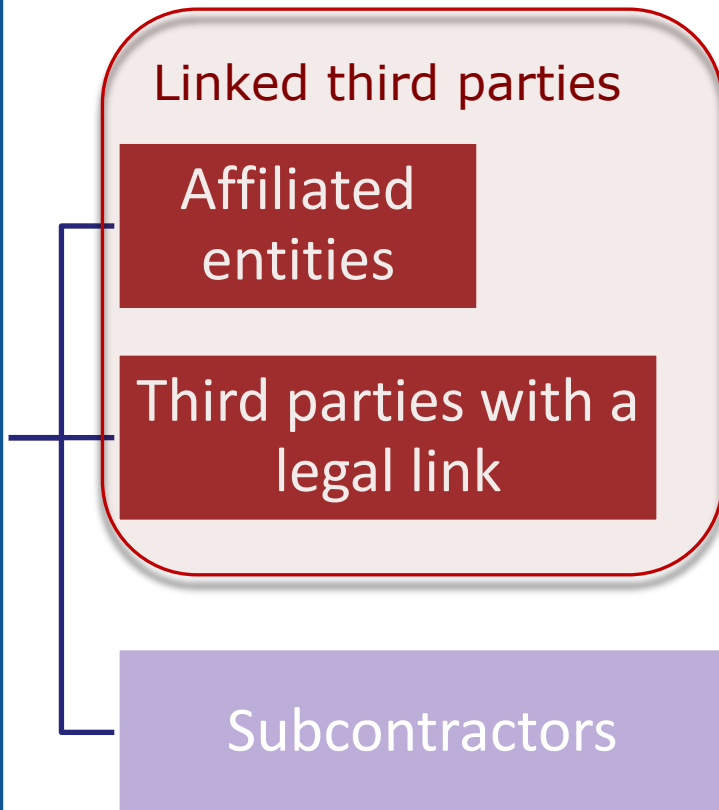 Linked third parties
Affiliated
entities
Third parties with a
legal link
Subcontractors